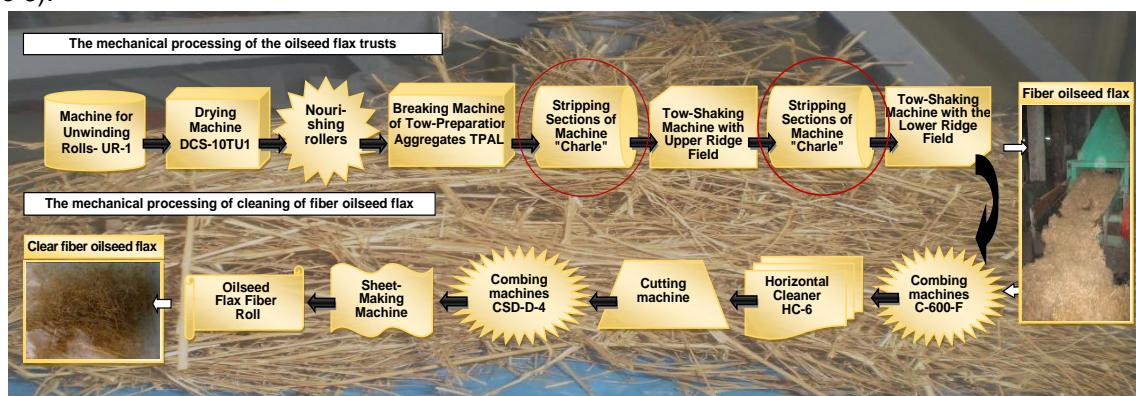 The mechanical processing of the oilseed flax trusts
Machine for
Unwinding
Rolls- UR-1
Drying
Machine
DCS-10TU1
Nouri-
shing
rollers
Breaking Machine
of Tow-Preparation
Aggregates TPAL
Stripping
Sections of
Machine
"Charle"
Tow-Shaking
Machine with
Upper Ridge
Field
Stripping
Sections of
Machine
"Charle"
Tow-Shaking
Machine with the
Lower Ridge
Field
Fiber oilseed flax
The mechanical processing of cleaning of fiber oilseed flax
Clear fiber oilseed flax
Oilseed
Flax Fiber
Roll
Sheet-
Making
Machine
Combing
machines
CSD-D-4
Cutting
machine
Horizontal
Cleaner
HC-6
Combing
machines
C-600-F